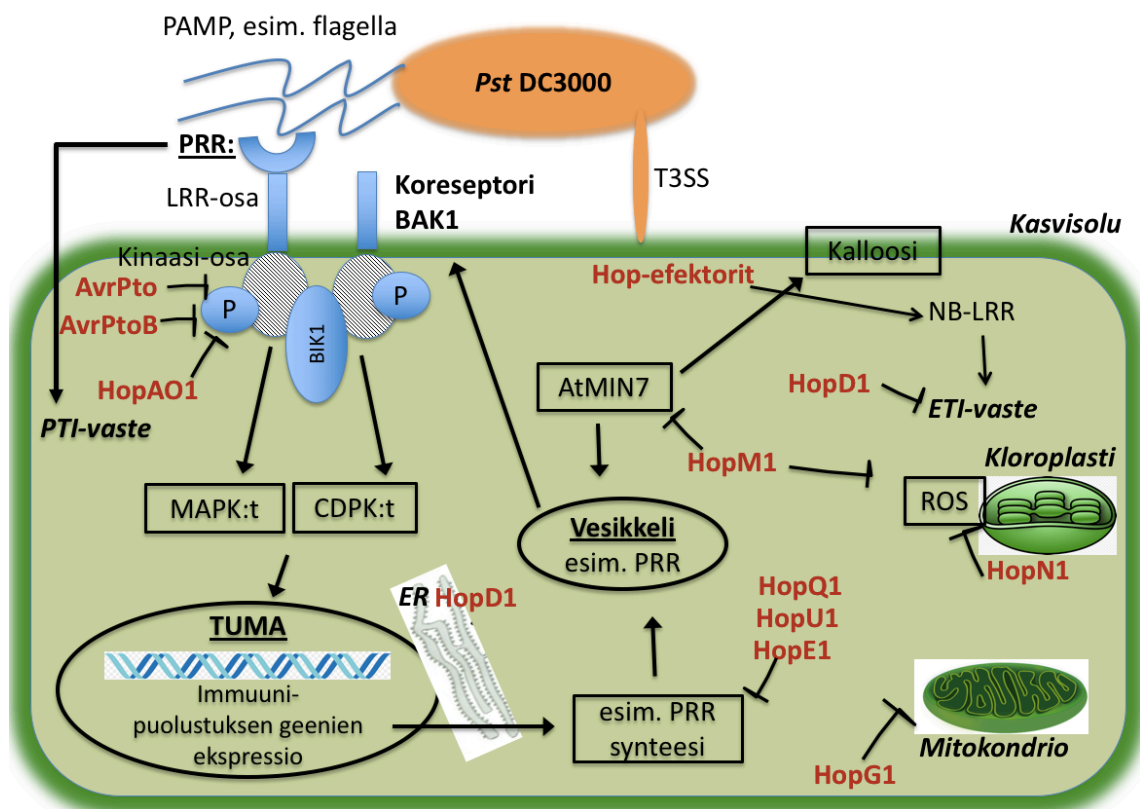 PAMP, esim. flagella
Pst DC3000
PRR:
LRR-osa
Koreseptori
BAK1
T3SS
Kasvisolu
Kinaasi-osa
Kalloosi
Hop-efektorit
AvrPto
P
P
NB-LRR
AvrPtoB
BIK1
HopAO1
AtMIN7
HopD1
ETI-vaste
PTI-vaste
HopM1
Kloroplasti
MAPK:t
CDPK:t
ROS
Vesikkeli
esim. PRR
HopN1
ER
HopD1
HopQ1
HopU1
HopE1
TUMA
Immuuni-
puolustuksen geenien
ekspressio
esim. PRR
synteesi
Mitokondrio
HopG1